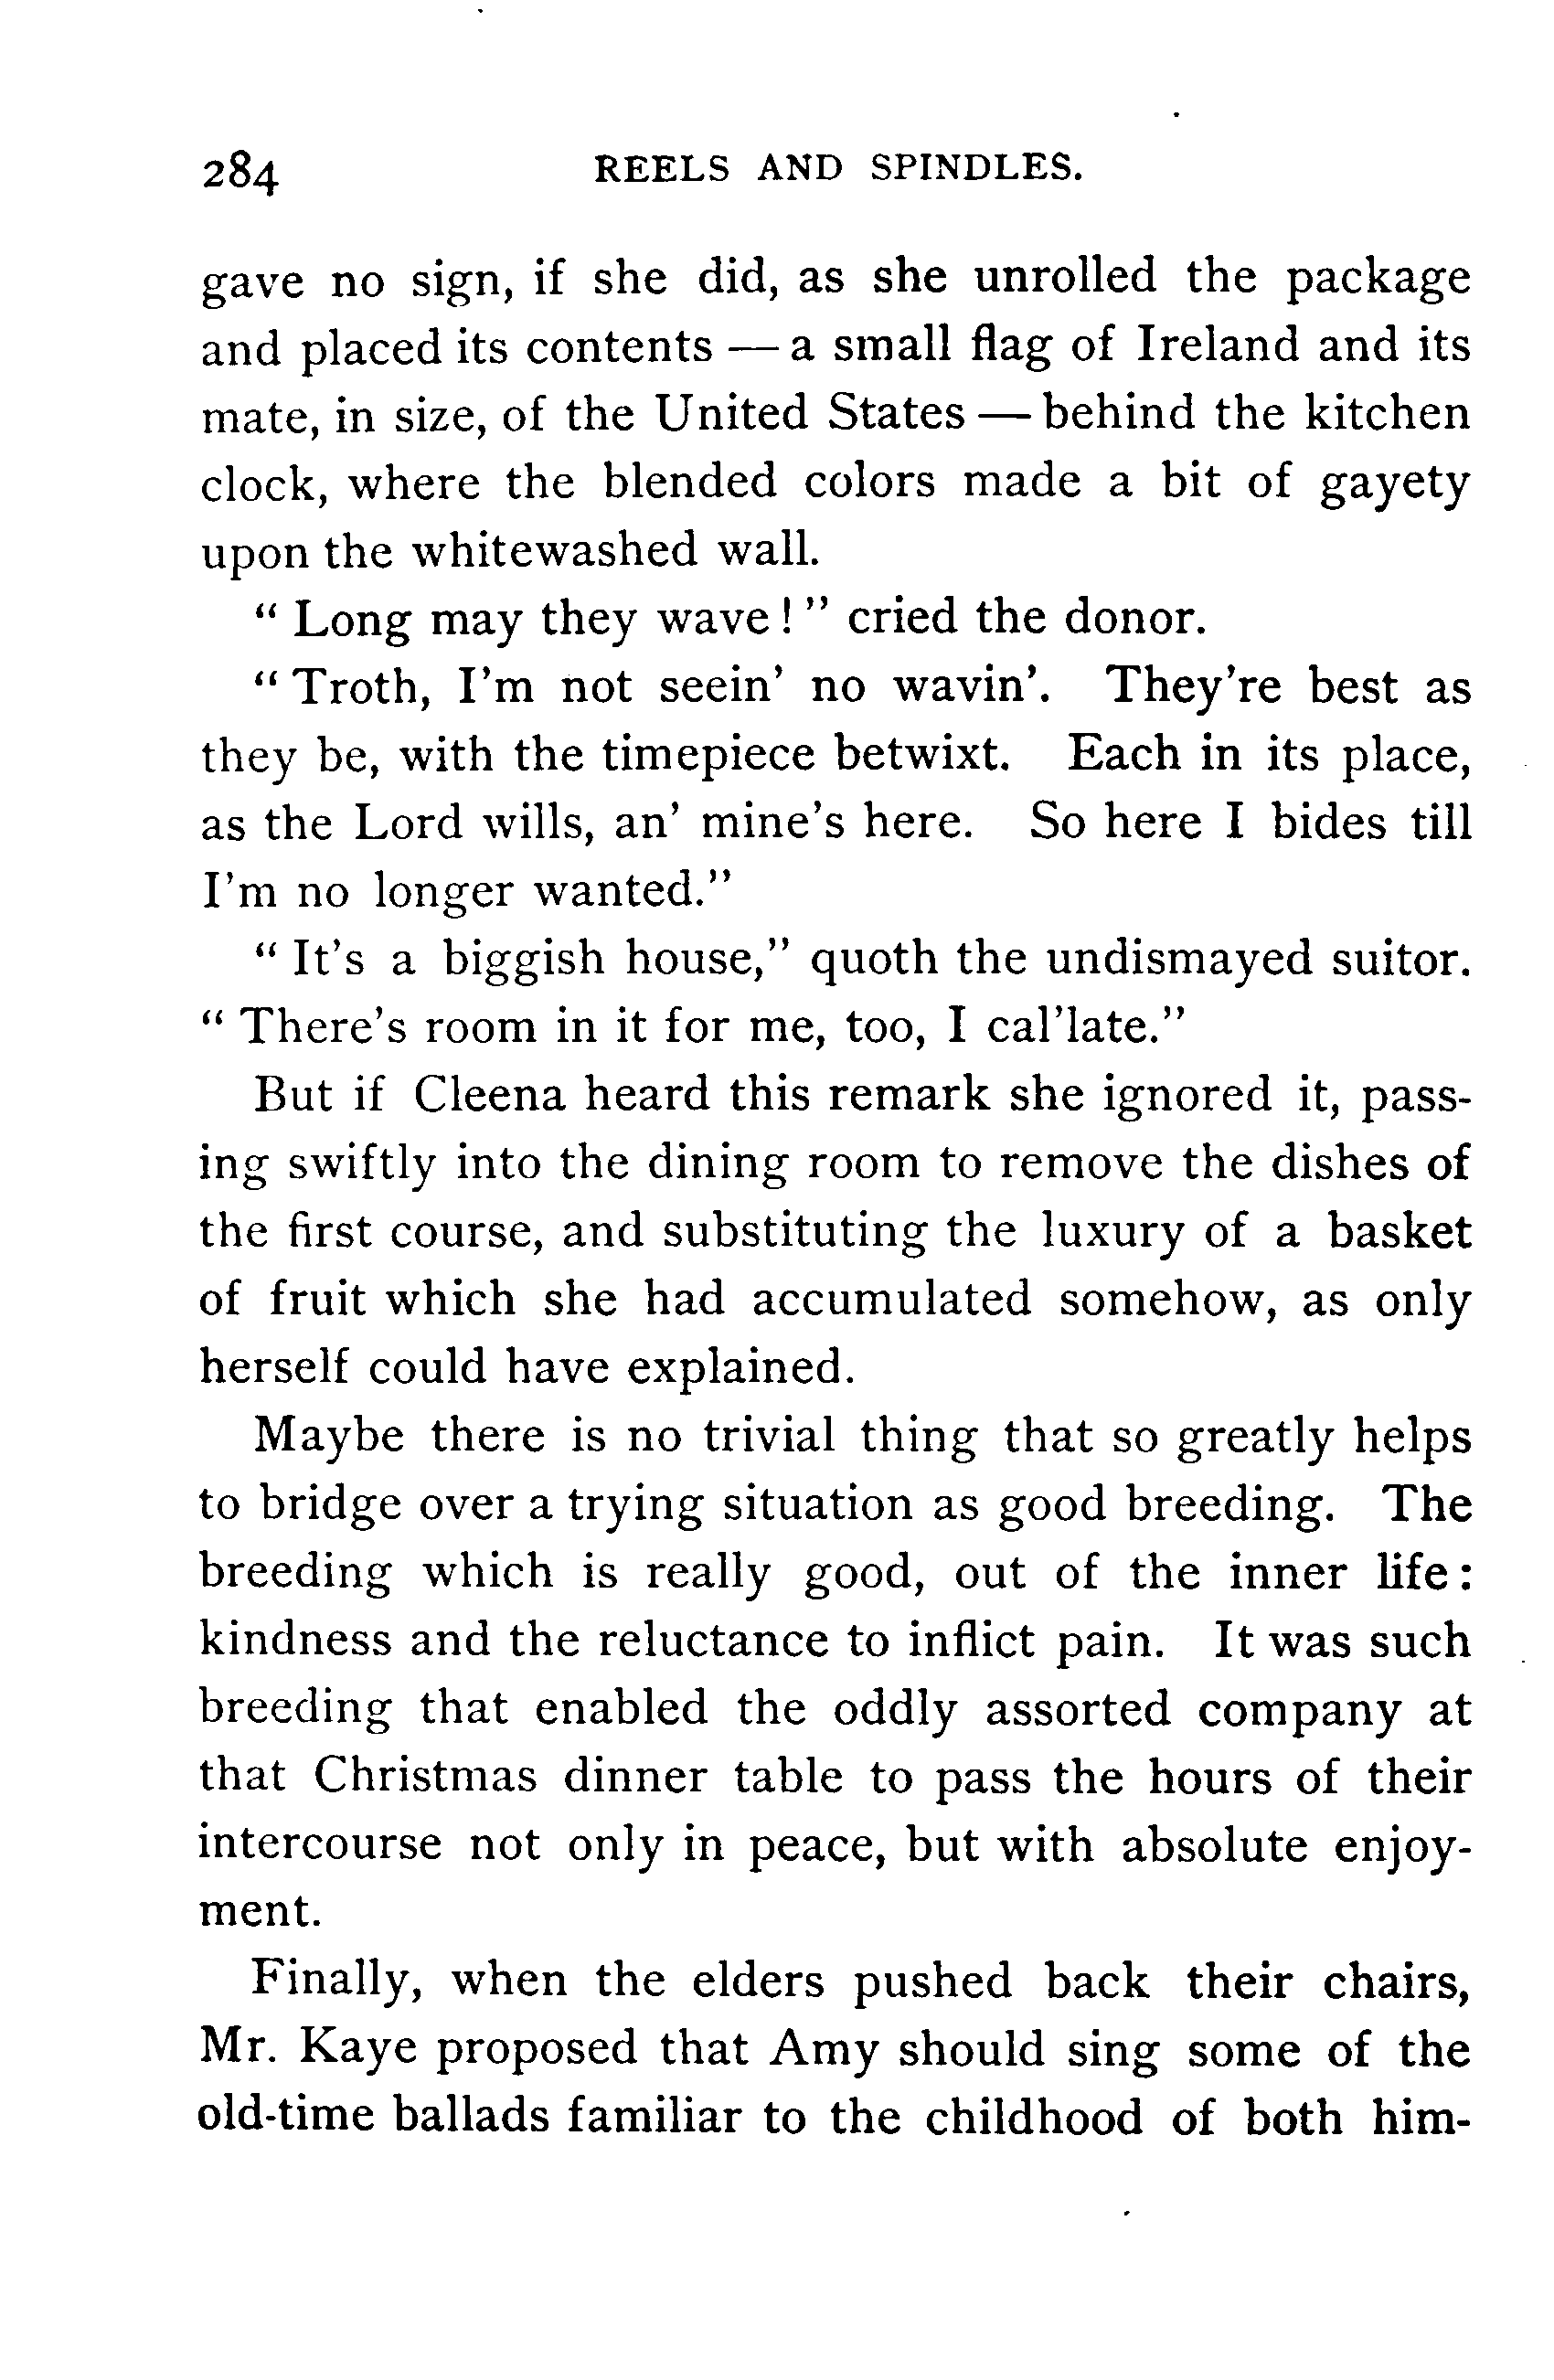 284 REELS AND SPINDLES.
gave no sign, if she did, as she unrolled the package
and placed its contents — a small flag of Ireland and its
mate, in size, of the United States — behind the kitchen
clock, where the blended colors made a bit of gayety
upon the whitewashed wall.
“ Long may they wave ! ” cried the donor.
“ Troth, I’m not seein’ no wavin’. They’re best as
they be, with the timepiece betwixt. Each in its place,
as the Lord wills, an’ mine’s here. So here I bides till
I’m no longer wanted.”
“ It’s a biggish house,” quoth the undismayed suitor.
“ There’s room in it for me, too, I cal’late.”
But if Cleena heard this remark she ignored it, pass-
ing swiftly into the dining room to remove the dishes of
the first course, and substituting the luxury of a basket
of fruit which she had accumulated somehow, as only
herself could have explained.
Maybe there is no trivial thing that so greatly helps
to bridge over a trying situation as good breeding. The
breeding which is really good, out of the inner life :
kindness and the reluctance to inflict pain. It was such
breeding that enabled the oddly assorted company at
that Christmas dinner table to pass the hours of their
intercourse not only in peace, but with absolute enjoy-
ment.
Finally, when the elders pushed back their chairs,
Mr. Kaye proposed that Amy should sing some of the
old-time ballads familiar to the childhood of both him-